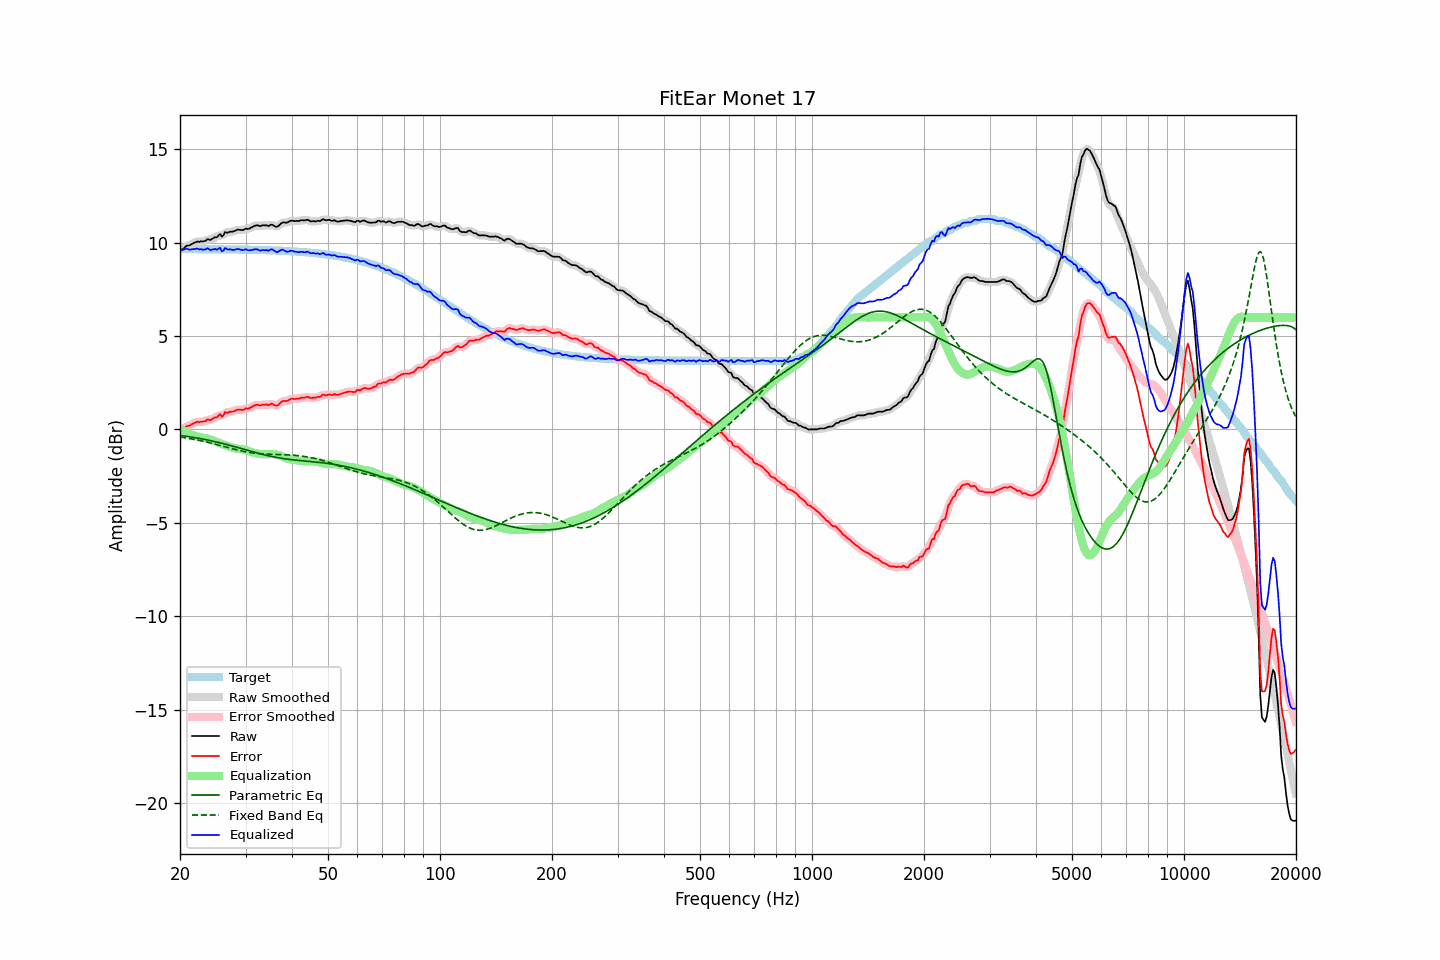 FitEar Monet 17
Amplitude (dBr)
15
10
5
0
−5
−10
−15
−20
Target
Raw Smoothed
Error Smoothed
Raw
Error
Equalization
Parametric Eq
Fixed Band Eq
Equalized
20 50 100 200 500 1000 2000 5000 10000 20000
Frequency (Hz)